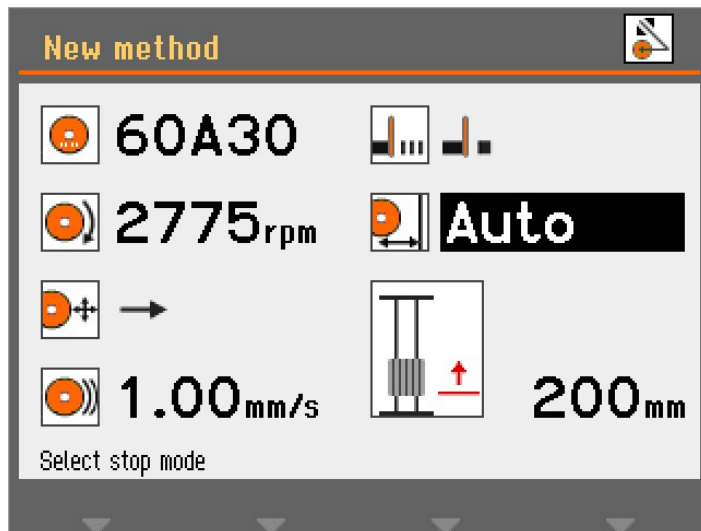 New method
60A30
2775rpm
Auto
1.00mm/s
200mm
Select stop mode